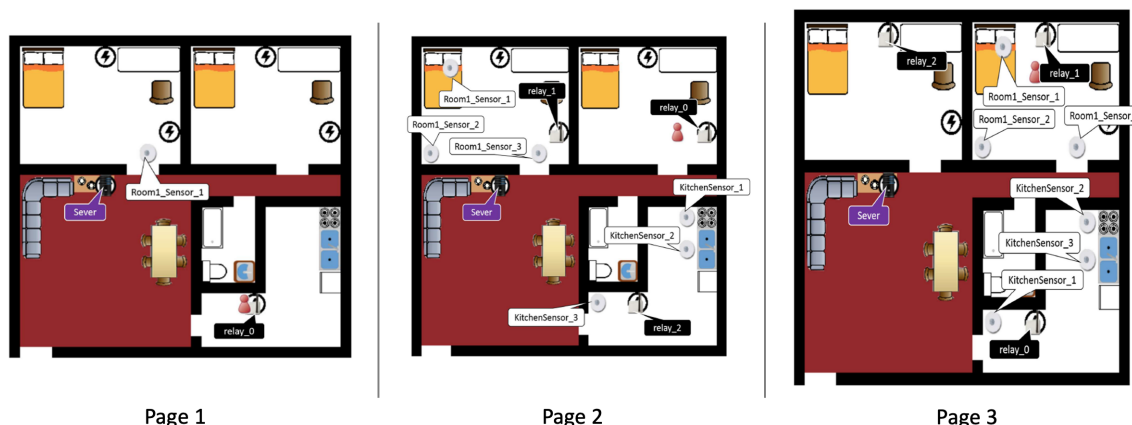 Room1_Sensor_1
Sever
relay_0
Page 1
Room1_Sensor_1
relay_1
relay_0
Room1_Sensor_2
Room1_Sensor_3
KitchenSensor_1
Sever
KitchenSensor_2
KitchenSensor_3
relay_2
Page 2
relay_2
relay_1
Room1_Sensor_1
Room1_Sensor_2
Room1_Sensor_3
KitchenSensor_2
Sever
KitchenSensor_3
KitchenSensor_1
relay_0
Page 3